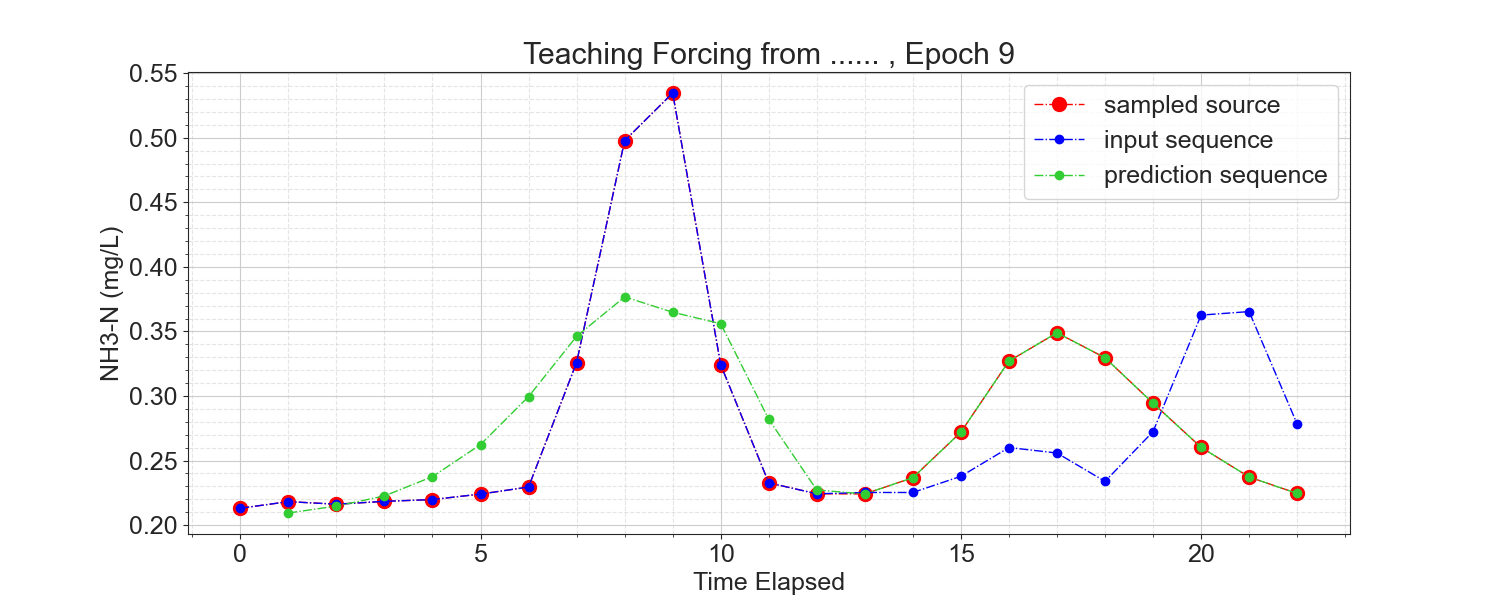 Teaching Forcing from ...... , Epoch 9
0.55
0.50
0.45
0.40
0.35
0.30
0.25
0.20
NH3-N (mg/L)
sampled source
input sequence
prediction sequence
0 5 10 15 20
Time Elapsed